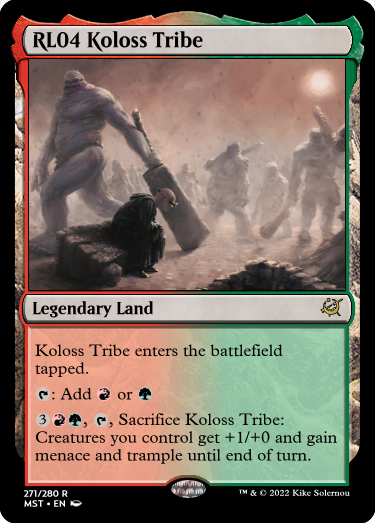 RL04 Koloss Tribe
Legendary Land
Koloss Tribe enters the battlefield
tapped.
: Add or
3 , , Sacrifice Koloss Tribe:
Creatures you control get +1/+0 and gain
menace and trample until end of turn.
271/280 R
MST • EN
™ & © 2022 Kike Solernou